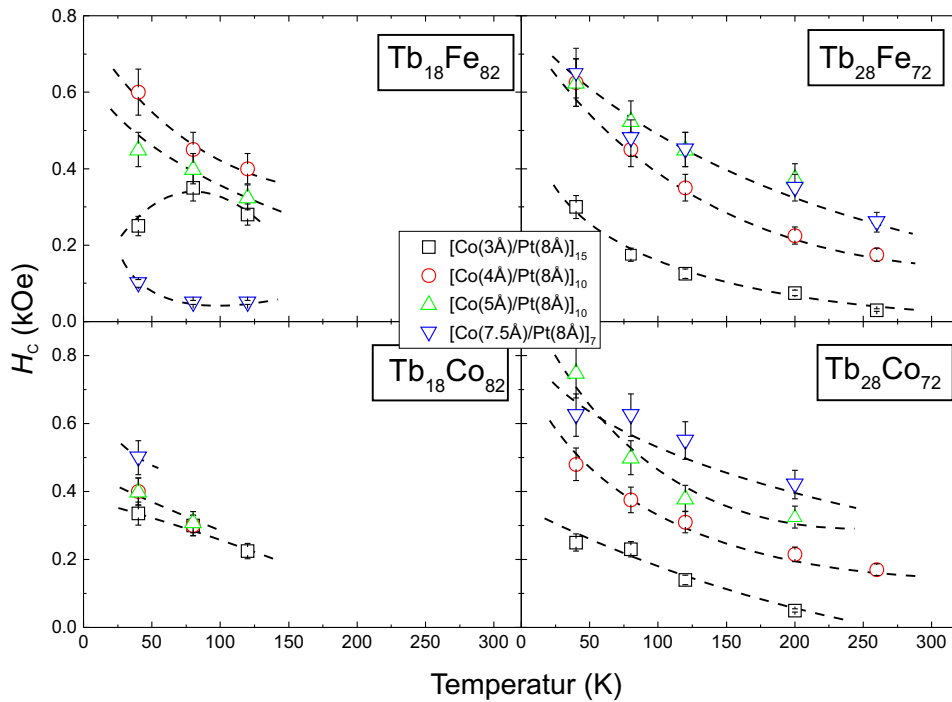 Tb18Fe82
Tb28Fe72
0.8
0.6
0.4
0.2
0.0
[Co(3Å)/Pt(8Å)]15
[Co(4Å)/Pt(8Å)]10
[Co(5Å)/Pt(8Å)]10
[Co(7.5Å)/Pt(8Å)]7
Hc (kOe)
Tb18Co82
Tb28Co72
0.6
0.4
0.2
0.0
0 50 100 150 200 250 300 0 50 100 150 200 250 300
Temperatur (K)